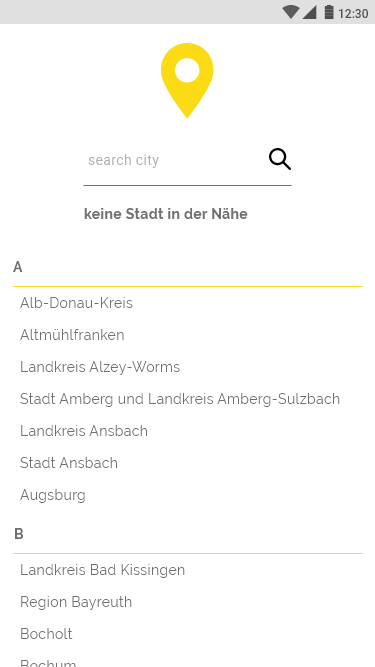 12:30
search city
keine Stadt in der Nähe
A
Alb-Donau-Kreis
Altmühlfranken
Landkreis Alzey-Worms
Stadt Amberg und Landkreis Amberg-Sulzbach
Landkreis Ansbach
Stadt Ansbach
Augsburg
B
Landkreis Bad Kissingen
Region Bayreuth
Bocholt
Bochum